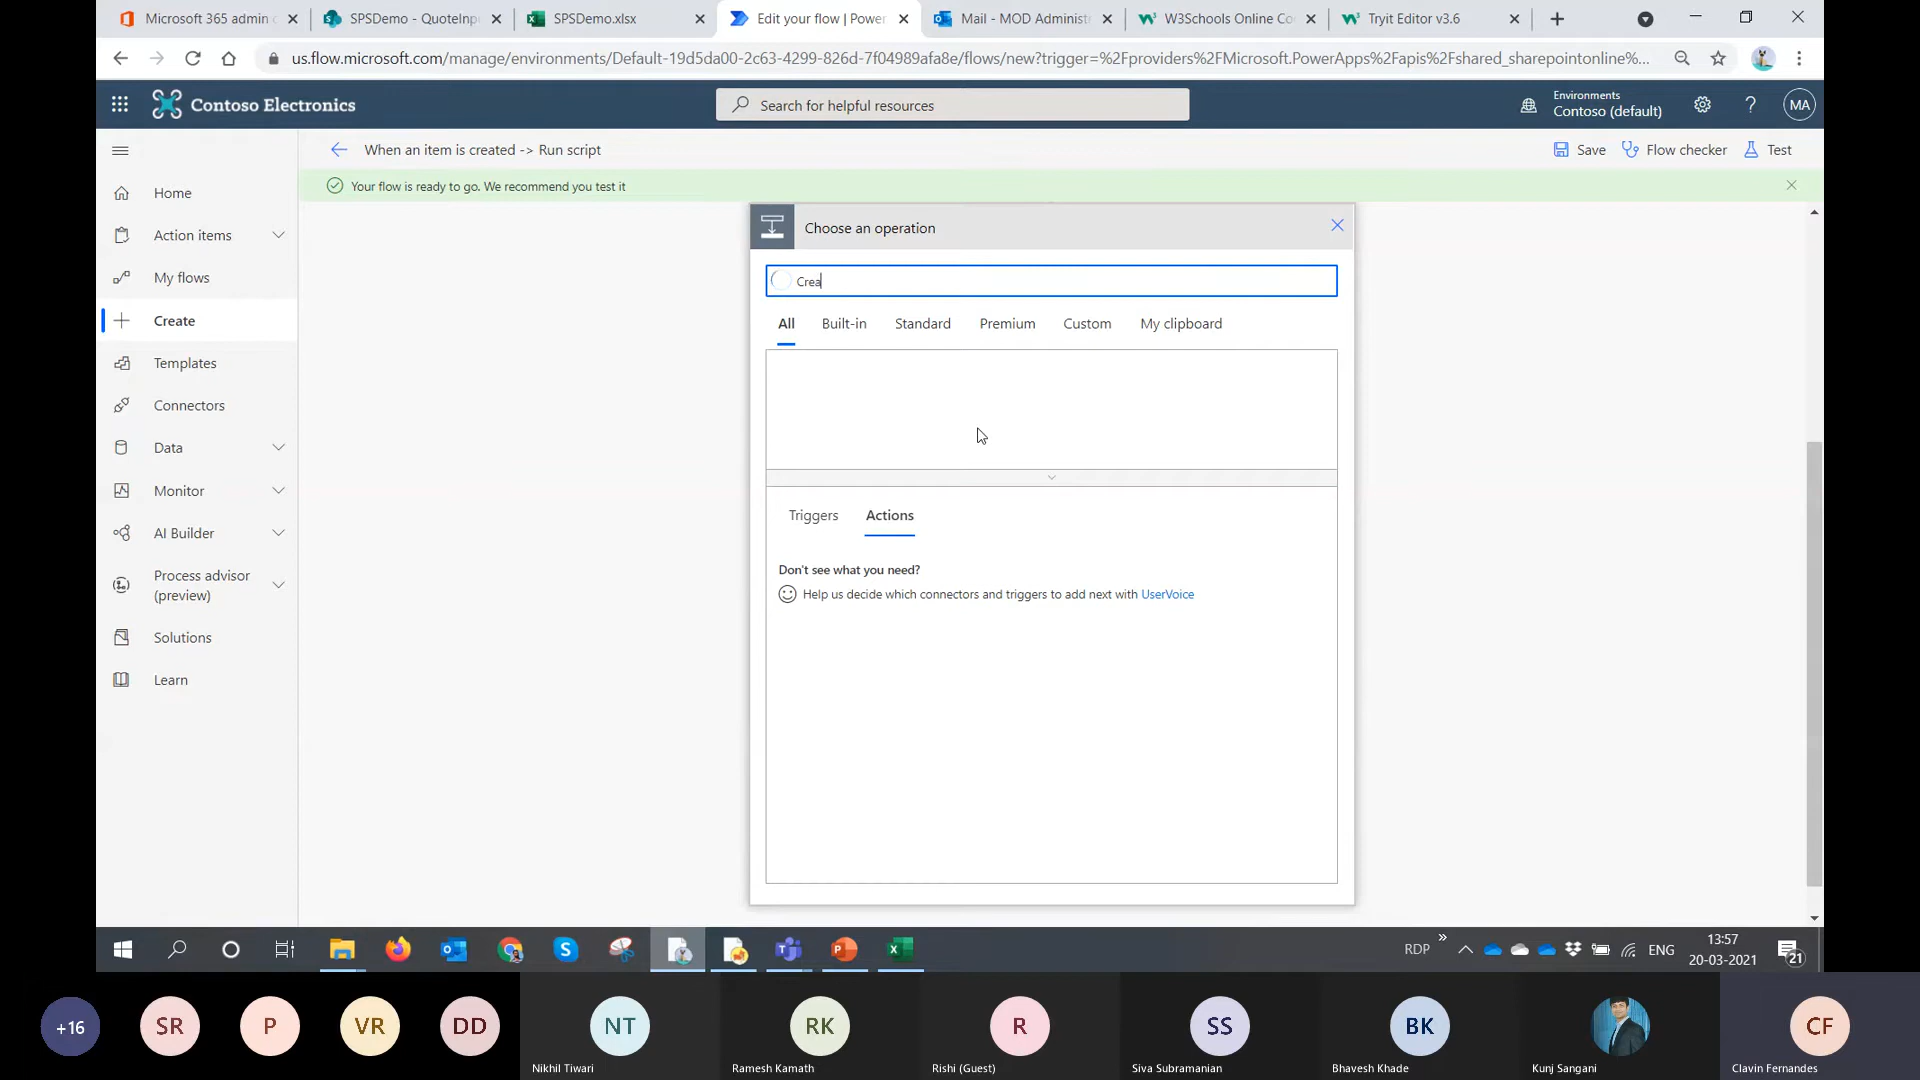 Microsoft 365 admin c
SPSDemo - QuoteInpu
SPSDemo.xlsx
Edit your flow | Power
Mail - MOD Administ
W3Schools Online Co
Tryit Editor v3.6
us.flow.microsoft.com/manage/environments/Default-19d5da00-2c63-4299-826d-7f04989afa8e/flows/new?trigger=%2Fproviders%2FMicrosoft.PowerApps%2Fapis%2Fshared_sharepointonline%...
Contoso Electronics
Search for helpful resources
Environments
Contoso (default)
MA
When an item is created -> Run script
Save
Flow checker
Test
Your flow is ready to go. We recommend you test it
Home
Action items
My flows
Create
Templates
Connectors
Data
Monitor
AI Builder
Process advisor
(preview)
Solutions
Learn
Choose an operation
Crea
All
Built-in
Standard
Premium
Custom
My clipboard
Triggers
Actions
Don't see what you need?
Help us decide which connectors and triggers to add next with UserVoice
RDP
ENG
13:57
20-03-2021
21
+16
SR
P
VR
DD
NT
RK
R
SS
BK
CF
Nikhil Tiwari
Ramesh Kamath
Rishi (Guest)
Siva Subramanian
Bhavesh Khade
Kunj Sangani
Clavin Fernandes